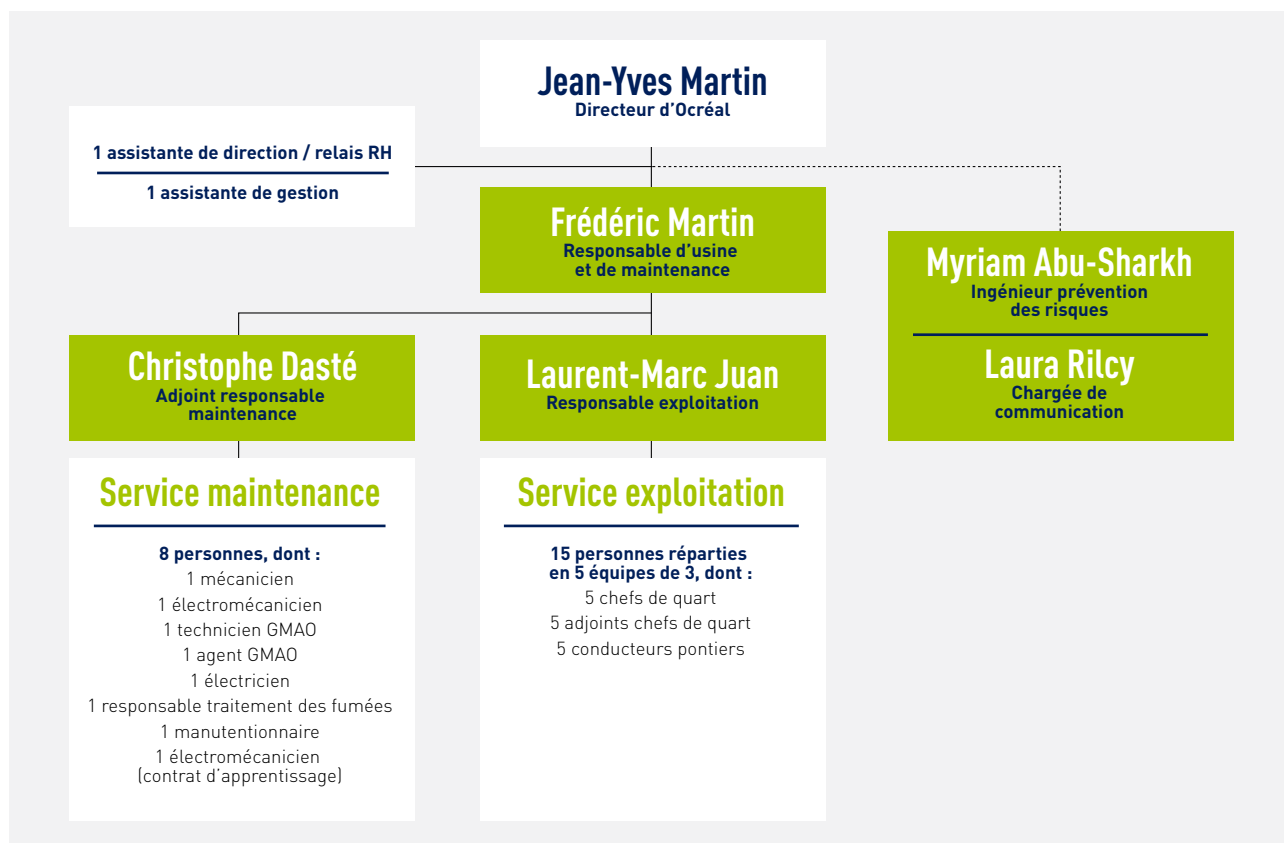 Jean-Yves Martin
Directeur d'Ocréal
1 assistante de direction / relais RH
1 assistante de gestion
Frédéric Martin
Responsable d'usine
et de maintenance
Myriam Abu-Sharkh
Ingénieur prévention
des risques
Laura Rilcy
Chargée de
communication
Christophe Dasté
Adjoint responsable
maintenance
Laurent-Marc Juan
Responsable exploitation
Service maintenance
8 personnes, dont :
1 mécanicien
1 électromécanicien
1 technicien GMAO
1 agent GMAO
1 électricien
1 responsable traitement des fumées
1 manutentionnaire
1 électromécanicien
(contrat d'apprentissage)
Service exploitation
15 personnes réparties
en 5 équipes de 3, dont :
5 chefs de quart
5 adjoints chefs de quart
5 conducteurs pontiers